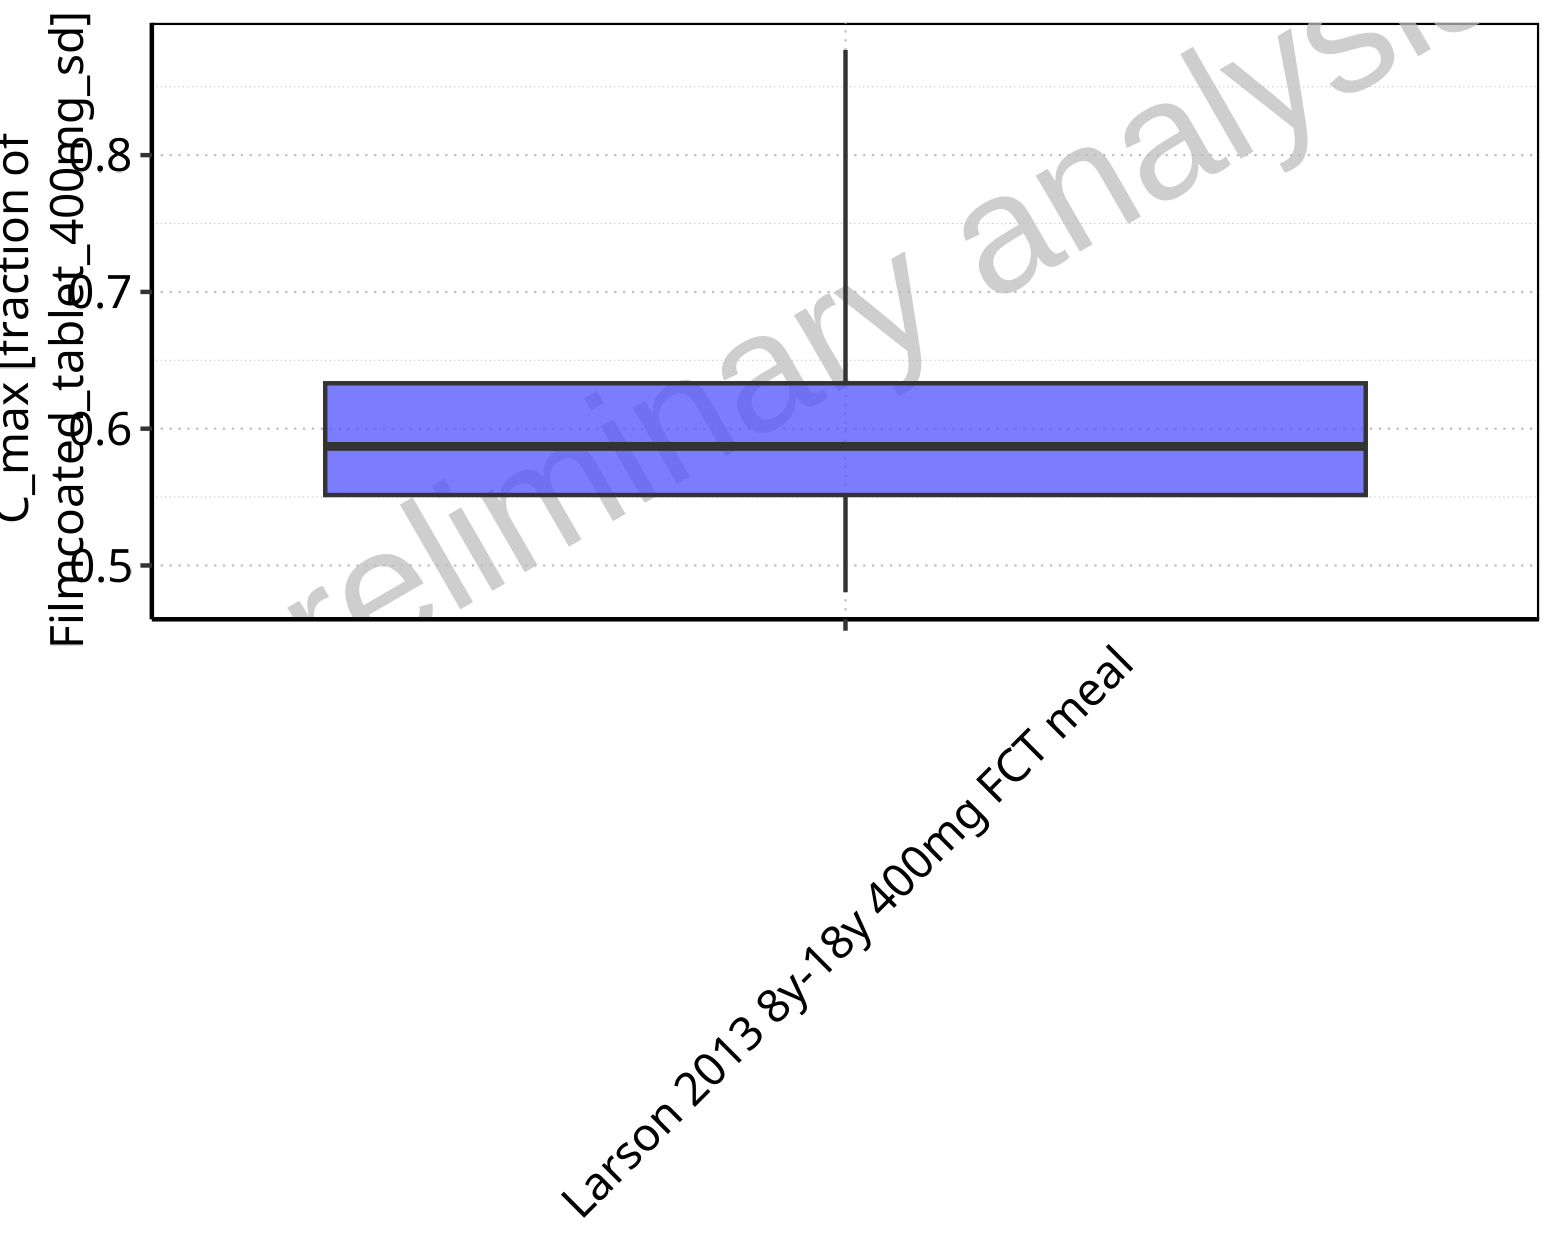 C_max [fraction of
Filmcoated_tablet_400mg_sd]
0.8
0.7
0.6
0.5
reliminary analysis
Larson 2013 8y-18y 400mg FCT meal